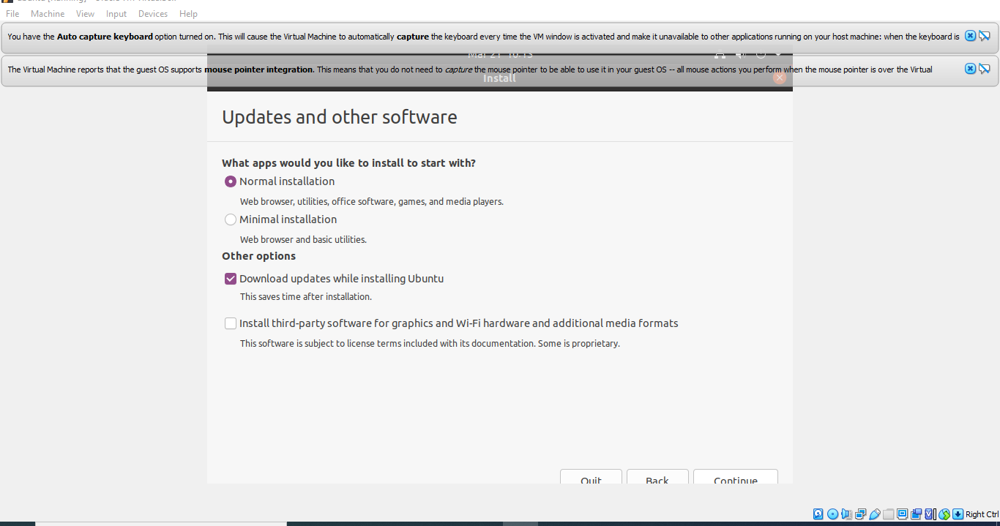 File Machine View Input Devices Help
You have the Auto capture keyboard option turned on. This will cause the Virtual Machine to automatically capture the keyboard every time the VM window is activated and make it unavailable to other applications running on your host machine: when the keyboard is
Mar 21 10:15
The Virtual Machine reports that the guest OS supports mouse pointer integration. This means that you do not need to capture the mouse pointer to be able to use it in your guest OS -- all mouse actions you perform when the mouse pointer is over the Virtual
Install
Updates and other software
What apps would you like to install to start with?
Normal installation
Web browser, utilities, office software, games, and media players.
Minimal installation
Web browser and basic utilities.
Other options
Download updates while installing Ubuntu
This saves time after installation.
Install third-party software for graphics and Wi-Fi hardware and additional media formats
This software is subject to license terms included with its documentation. Some is proprietary.
Quit Back Continue
Right Ctrl